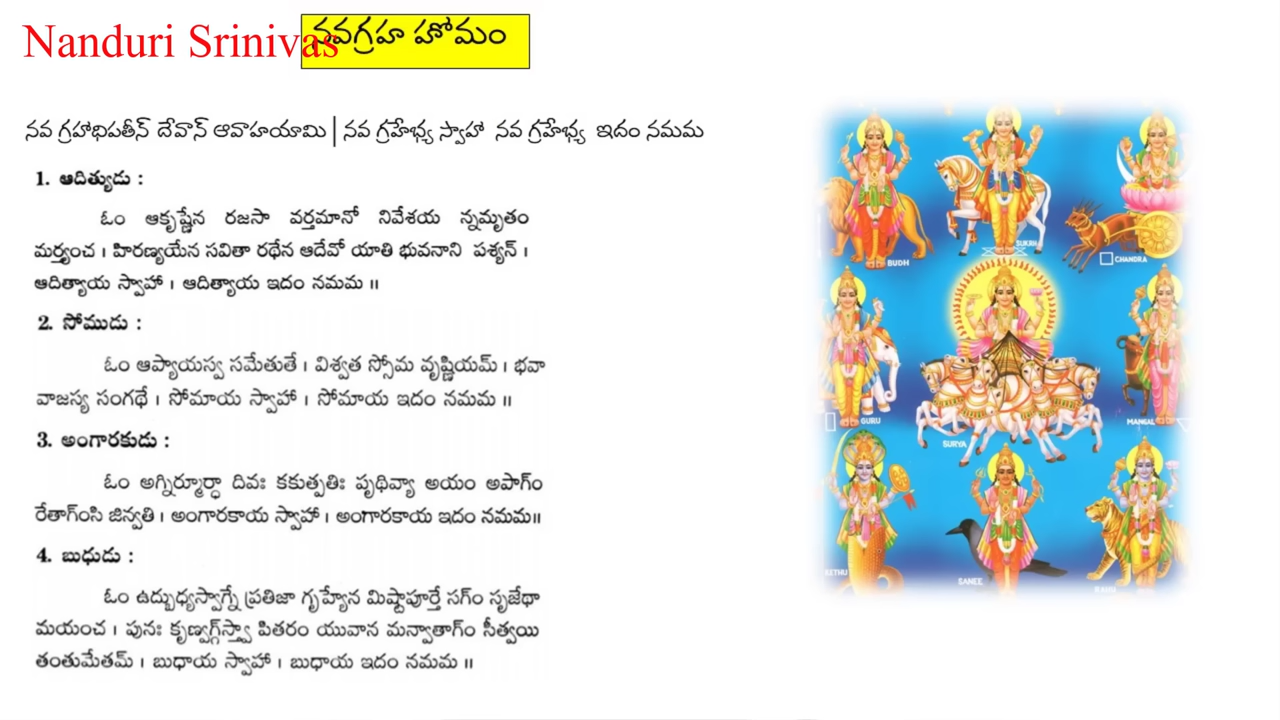 Nanduri Srinivas
నవగ్రహ హోమం
నవ గ్రహాధిపతీన్ దేవాన్ ఆవాహయామి | నవ గ్రహేభ్య స్వాహా నవ గ్రహేభ్య ఇదం నమమ
1. ఆదిత్యుడు :
ఓం ఆకృష్ణేన రజసా వర్తమానో నివేశయ న్నమృతం
మర్త్యంచ । హిరణ్యయేన సవితా రథేన ఆదేవో యాతి భువనాని పశ్యన్ ।
ఆదిత్యాయ స్వాహా । ఆదిత్యాయ ఇదం నమమ ॥
2. సోముడు :
ఓం ఆప్యాయస్వ సమేతుతే । విశ్వత స్సోమ వృష్ణియమ్ । భవా
వాజస్య సంగథే । సోమాయ స్వాహా । సోమాయ ఇదం నమమ ॥
3. అంగారకుడు :
ఓం అగ్నిర్మూర్ధా దివః కకుత్పతిః పృథివ్యా అయం అపాగ్ం
రేతాగ్ంసి జిన్వతి । అంగారకాయ స్వాహా । అంగారకాయ ఇదం నమమ॥
4. బుధుడు :
ఓం ఉద్బుధ్యస్వాగ్నే ప్రతిజా గృహ్యేన మిష్టాపూర్తే సగ్ం సృజేథా
మయంచ । పునః కృణ్వగ్గ్‌స్త్వా పితరం యువాన మన్వాతాగ్ం సీత్వయి
తంతుమేతమ్ । బుధాయ స్వాహా । బుధాయ ఇదం నమమ ॥
BUDH
SUKRA
CHANDRA
GURU
SURYA
MANGAL
KETHU
SANEE
RAHU